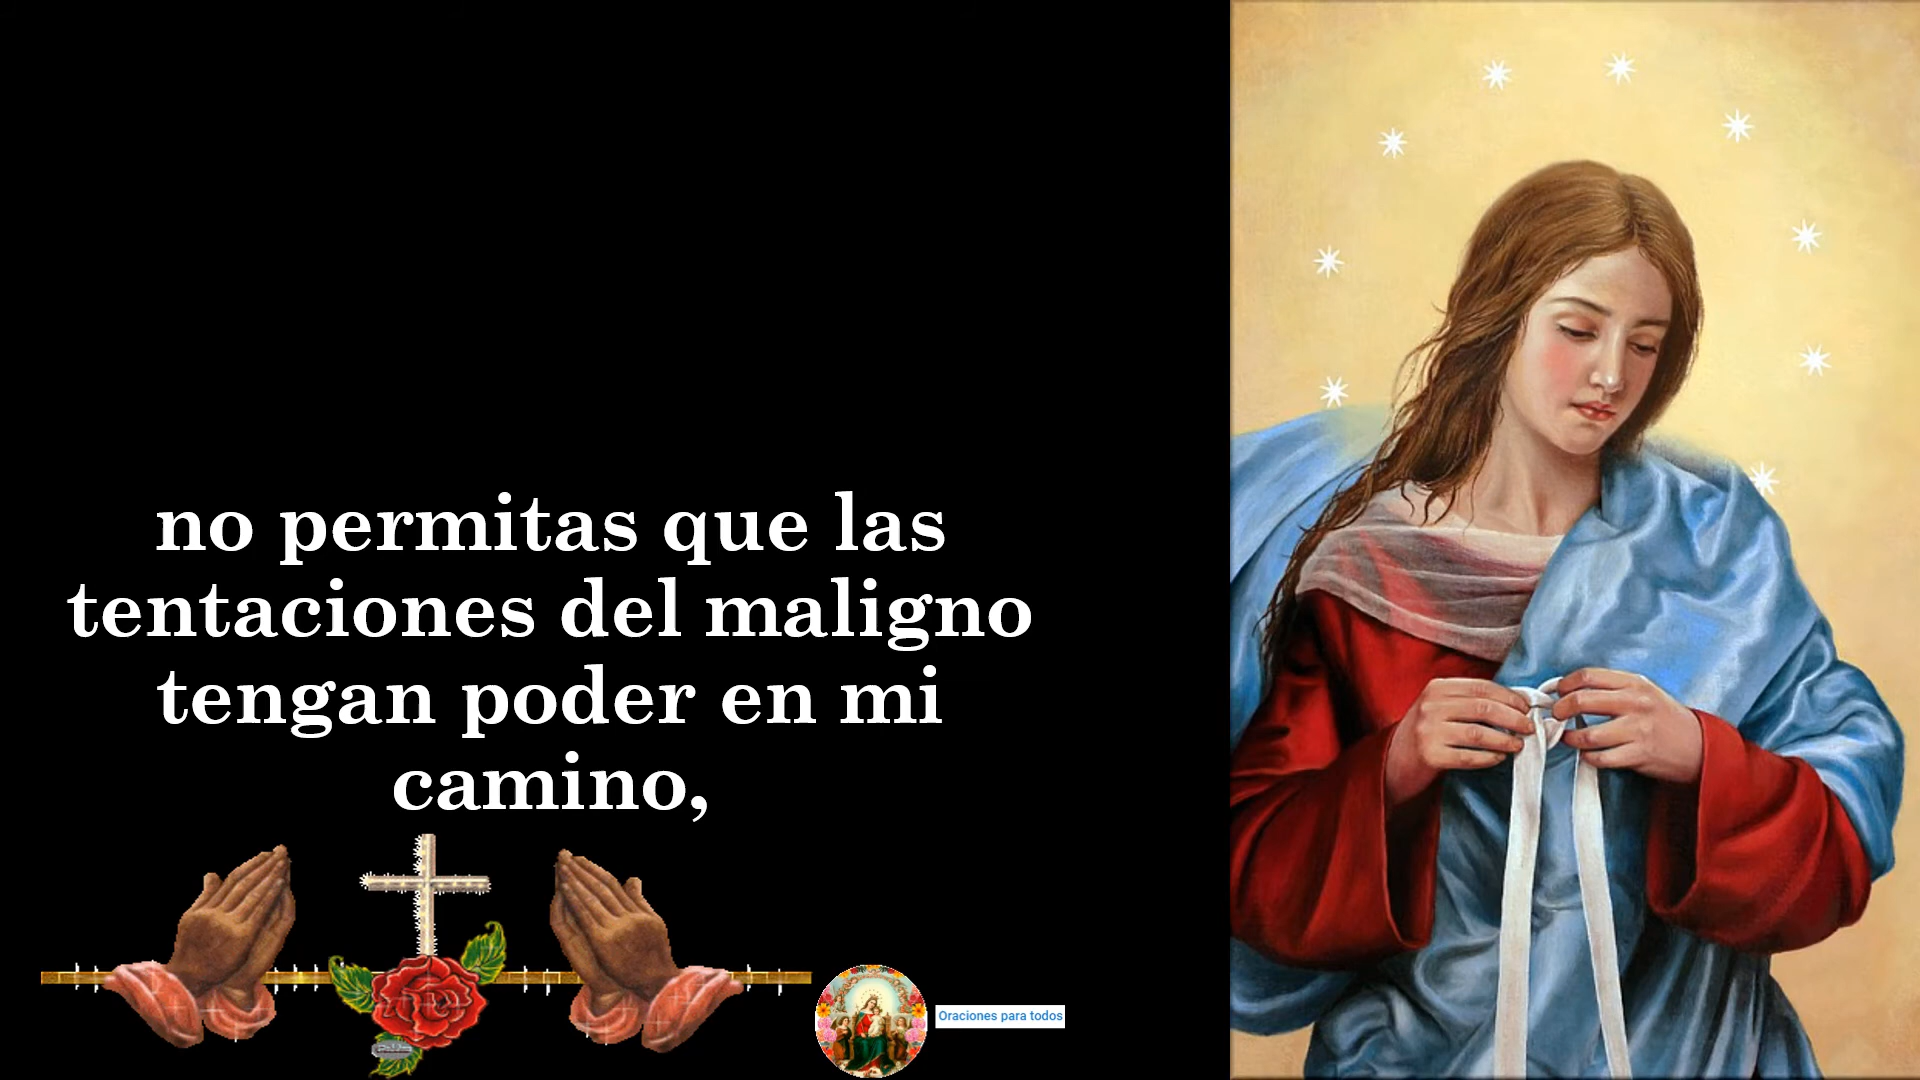 no permitas que las
tentaciones del maligno
tengan poder en mi
camino,
Oraciones para todos